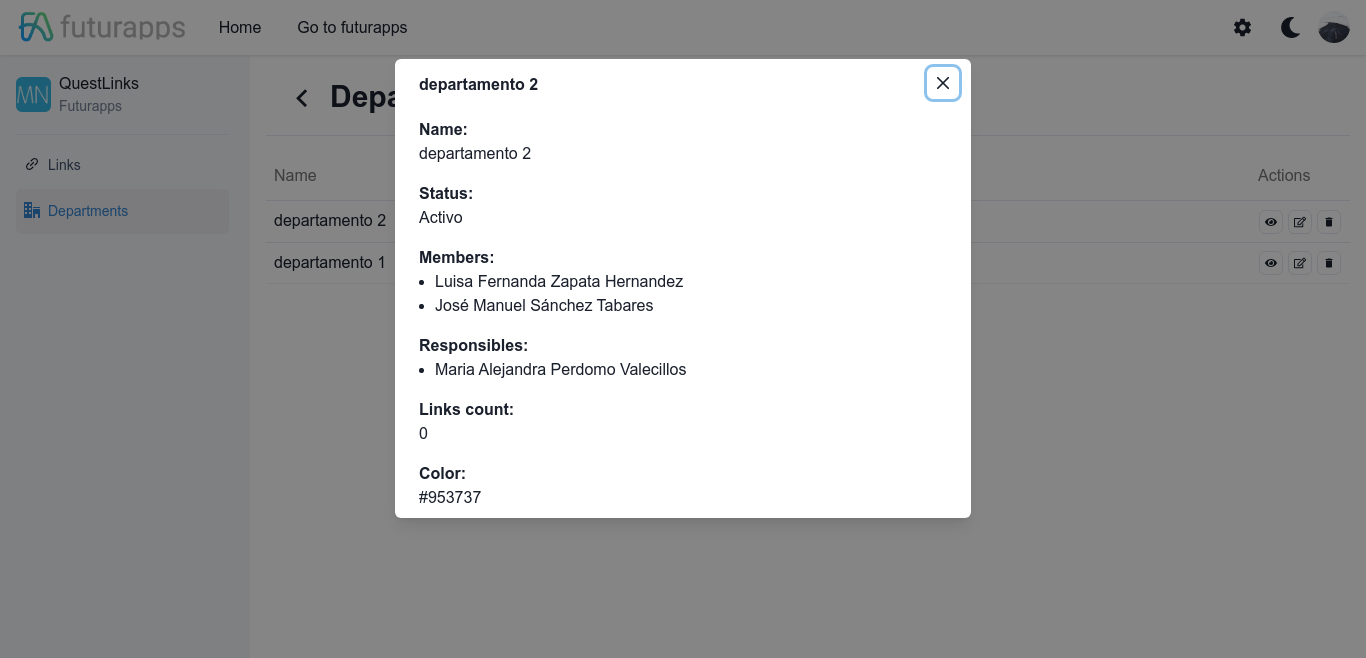 futurapps
Home
Go to futurapps
QuestLinks
Futurapps
MN
Links
Departments
Depa
Name
Actions
departamento 2
departamento 1
departamento 2
Name:
departamento 2
Status:
Activo
Members:
Luisa Fernanda Zapata Hernandez
José Manuel Sánchez Tabares
Responsibles:
Maria Alejandra Perdomo Valecillos
Links count:
0
Color:
#953737